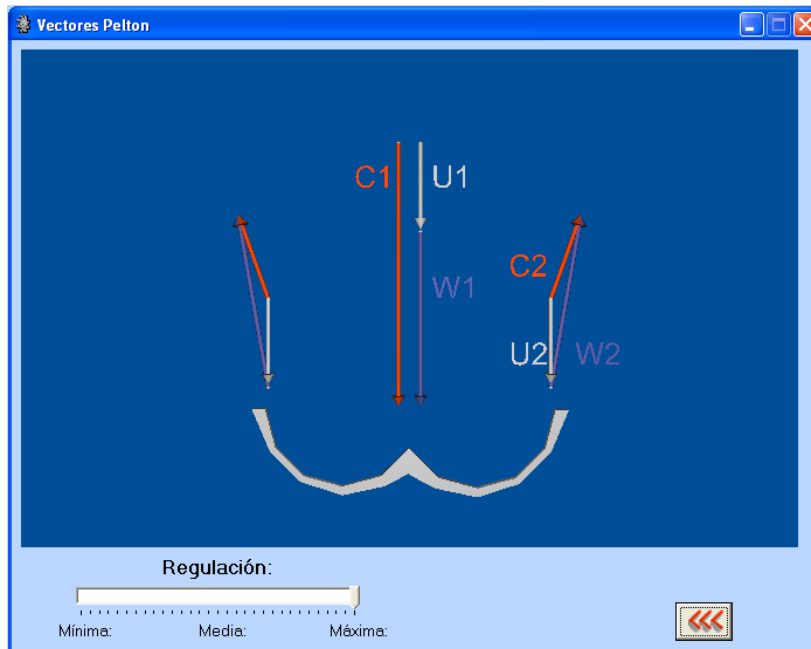 Vectores Pelton
C1 U1
C2
W1
U2 W2
Regulación:
Mínima: Media: Máxima: